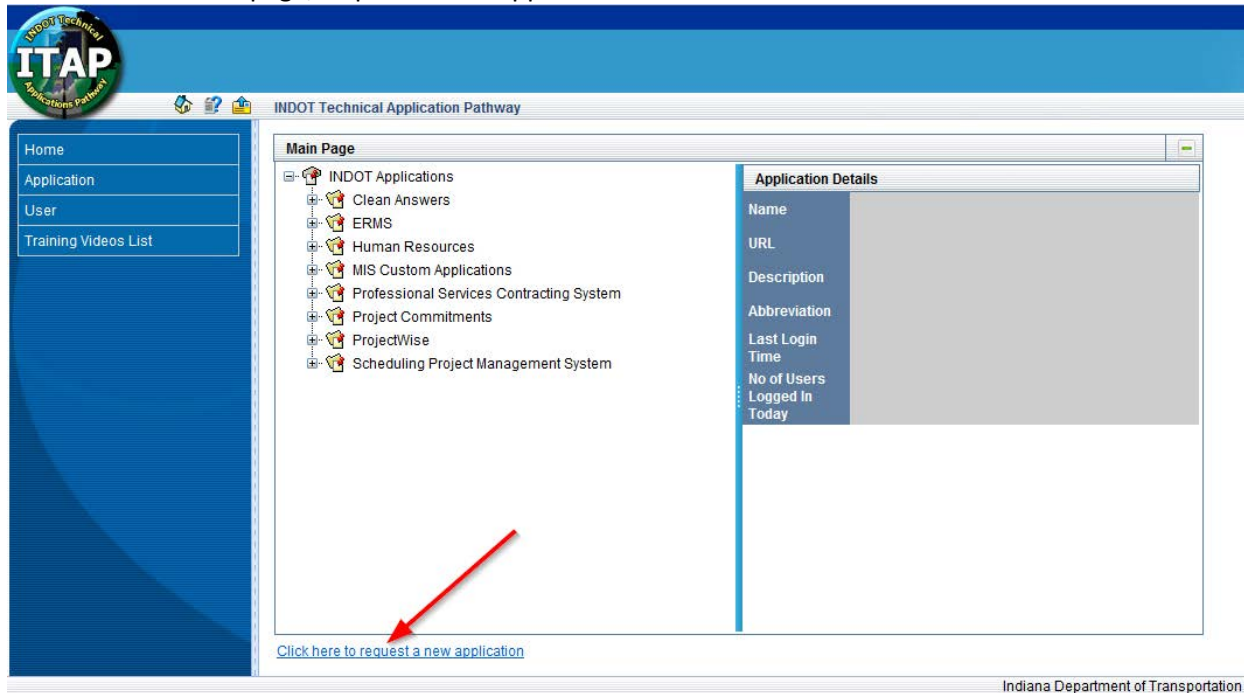 INDOT Technical
ITAP
Applications Pathway
INDOT Technical Application Pathway
Home
Application
User
Training Videos List
Main Page
INDOT Applications
Clean Answers
ERMS
Human Resources
MIS Custom Applications
Professional Services Contracting System
Project Commitments
ProjectWise
Scheduling Project Management System
Application Details
Name
URL
Description
Abbreviation
Last Login
Time
No of Users
Logged In
Today
Click here to request a new application
Indiana Department of Transportation